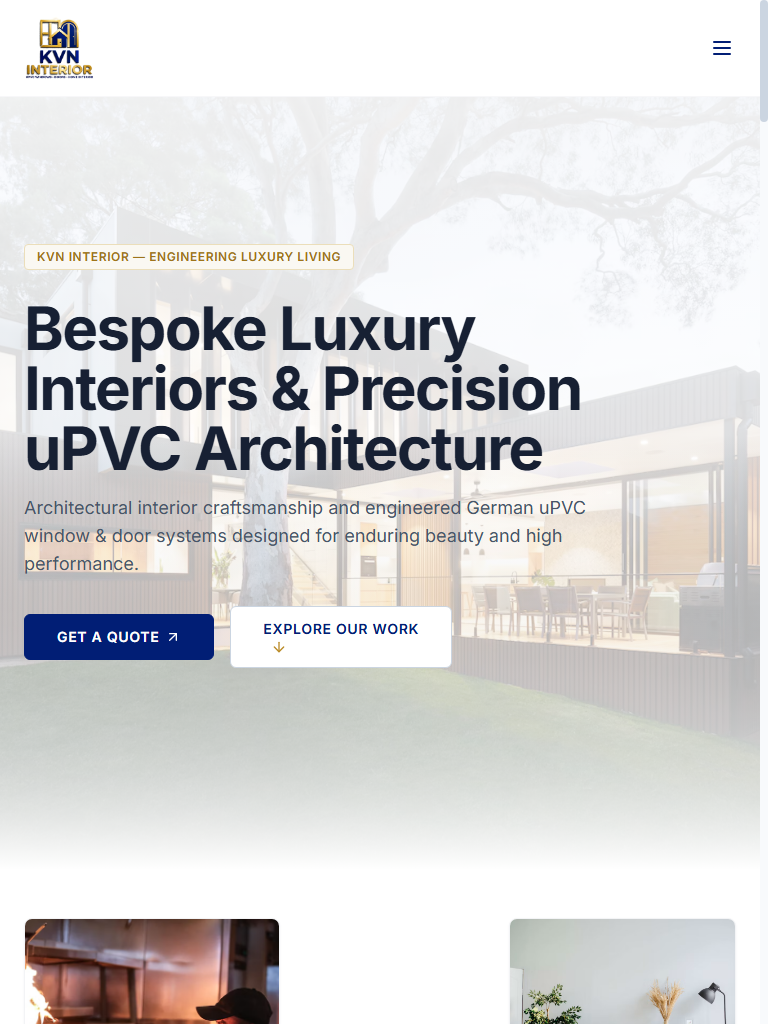 KVN
INTERIOR
KVN INTERIOR — ENGINEERING LUXURY LIVING
Bespoke Luxury
Interiors & Precision
uPVC Architecture
Architectural interior craftsmanship and engineered German uPVC
window & door systems designed for enduring beauty and high
performance.
GET A QUOTE
EXPLORE OUR WORK